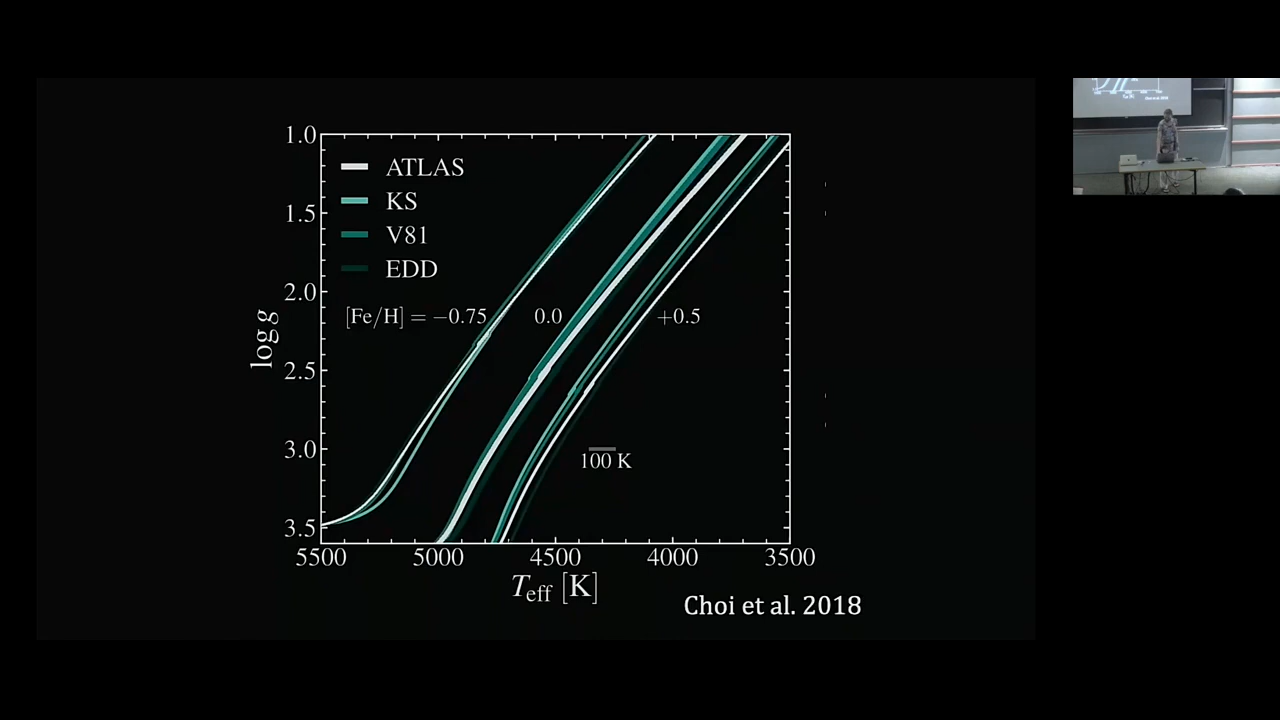 ATLAS
KS
V81
EDD
[Fe/H] = −0.75 0.0 +0.5
100 K
log g
1.0
1.5
2.0
2.5
3.0
3.5
5500 5000 4500 4000 3500
Teff [K]
Choi et al. 2018